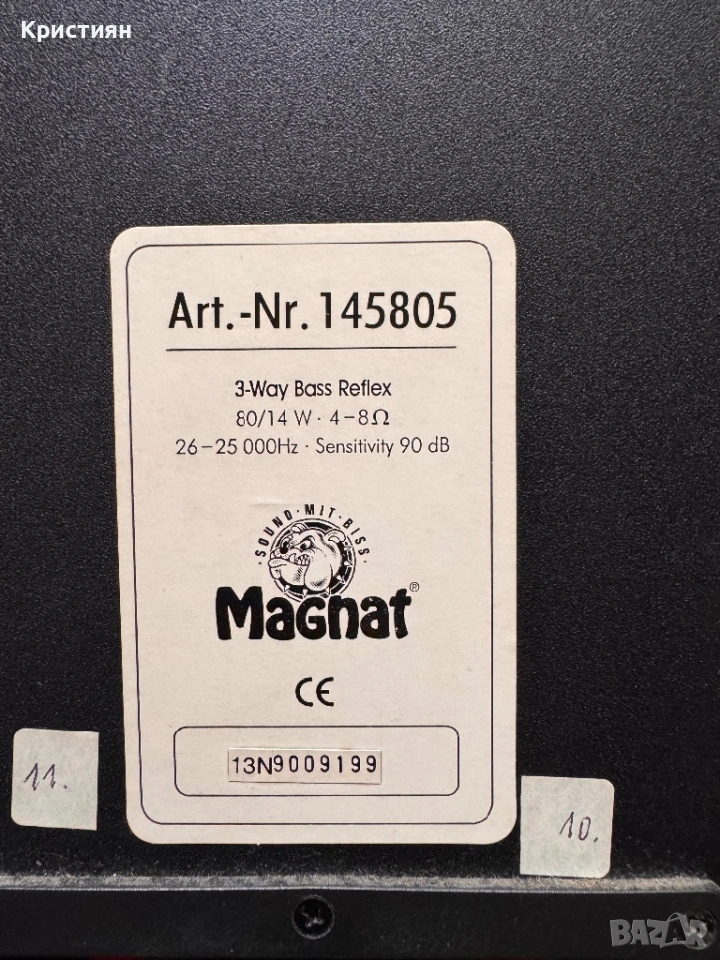 Кристиян
Art.-Nr. 145805
3-Way Bass Reflex
80/14 W · 4–8Ω
26–25 000Hz · Sensitivity 90 dB
SOUND · MIT · BISS
Magnat®
CE
13N9009199
11.
10.
BAZAR